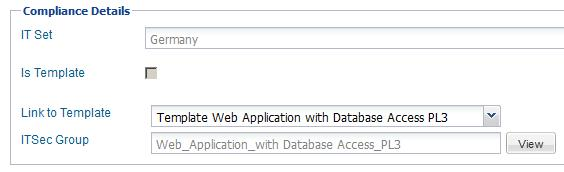 Compliance Details
IT Set
Germany
Is Template
Link to Template
Template Web Application with Database Access PL3
ITSec Group
Web_Application_with Database Access_PL3
View